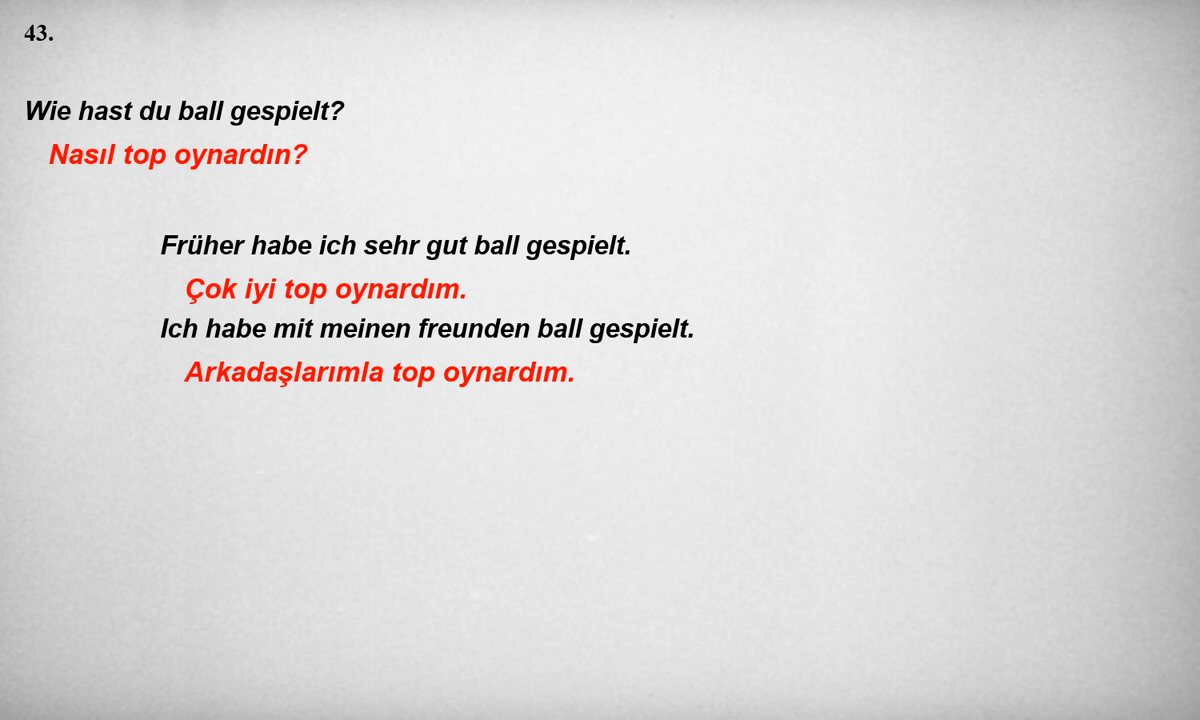 43.
Wie hast du ball gespielt?
Nasıl top oynardın?
Früher habe ich sehr gut ball gespielt.
Çok iyi top oynardım.
Ich habe mit meinen freunden ball gespielt.
Arkadaşlarımla top oynardım.